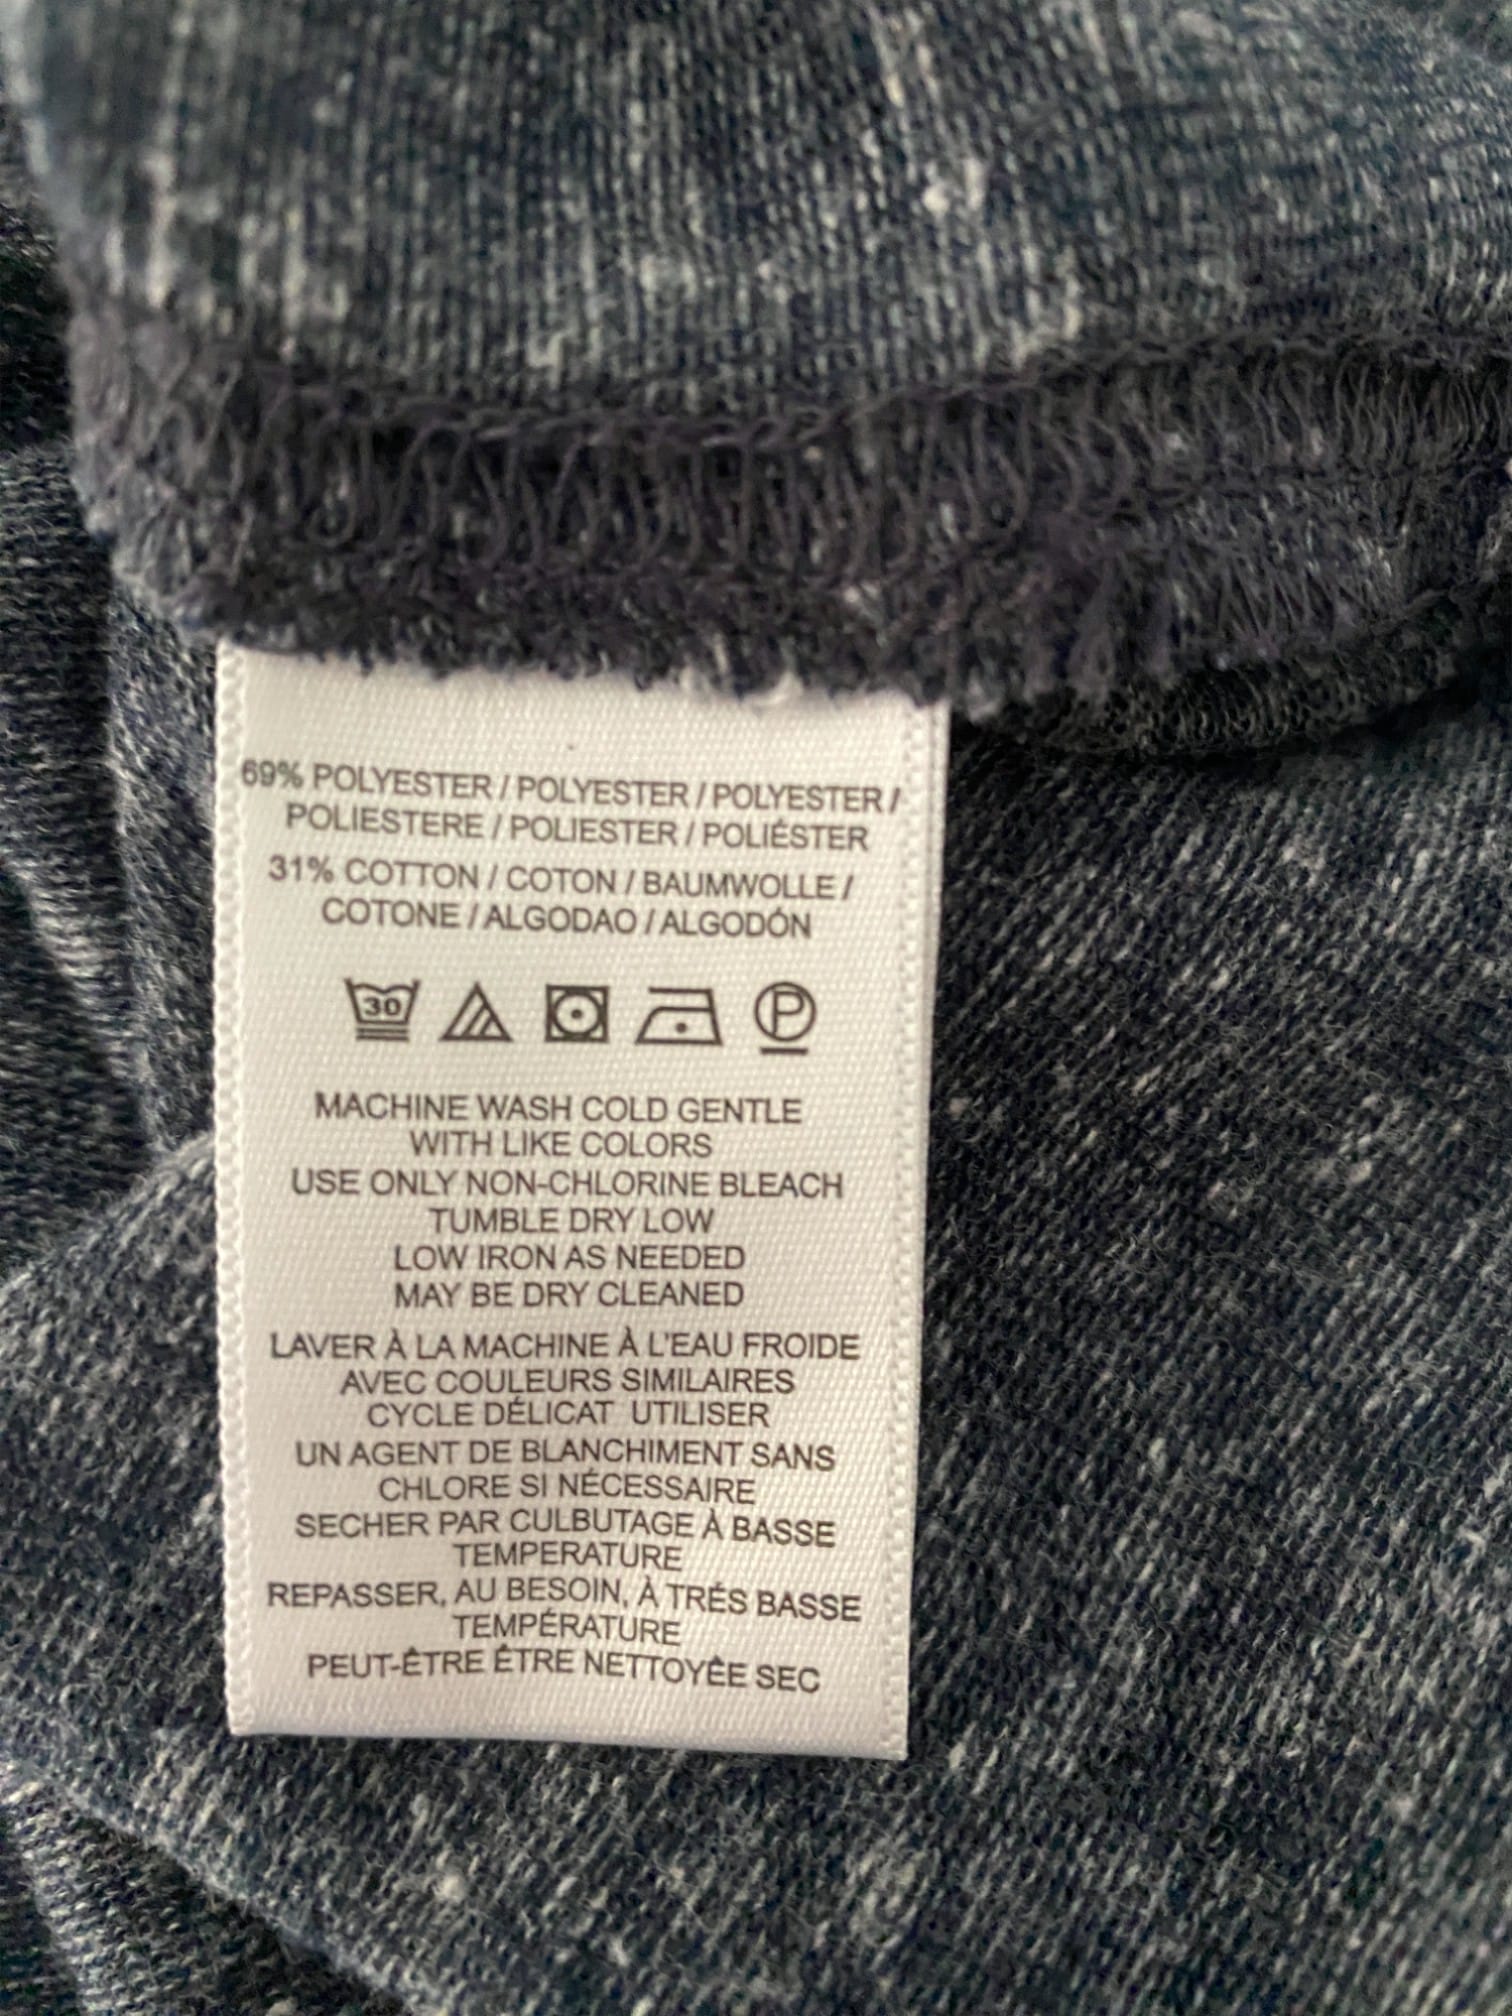 69% POLYESTER / POLYESTER / POLYESTER /
POLIESTERE / POLIESTER / POLIÉSTER
31% COTTON / COTON / BAUMWOLLE /
COTONE / ALGODAO / ALGODÓN
30 P
MACHINE WASH COLD GENTLE
WITH LIKE COLORS
USE ONLY NON-CHLORINE BLEACH
TUMBLE DRY LOW
LOW IRON AS NEEDED
MAY BE DRY CLEANED
LAVER À LA MACHINE À L'EAU FROIDE
AVEC COULEURS SIMILAIRES
CYCLE DÉLICAT UTILISER
UN AGENT DE BLANCHIMENT SANS
CHLORE SI NÉCESSAIRE
SECHER PAR CULBUTAGE À BASSE
TEMPERATURE
REPASSER, AU BESOIN, À TRÉS BASSE
TEMPÉRATURE
PEUT-ÊTRE ÊTRE NETTOYÊE SEC